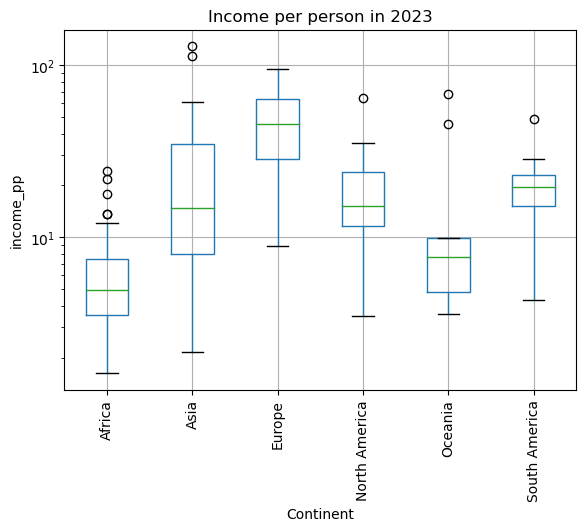 Income per person in 2023
income_pp
10²
10¹
Africa
Asia
Europe
North America
Oceania
South America
Continent